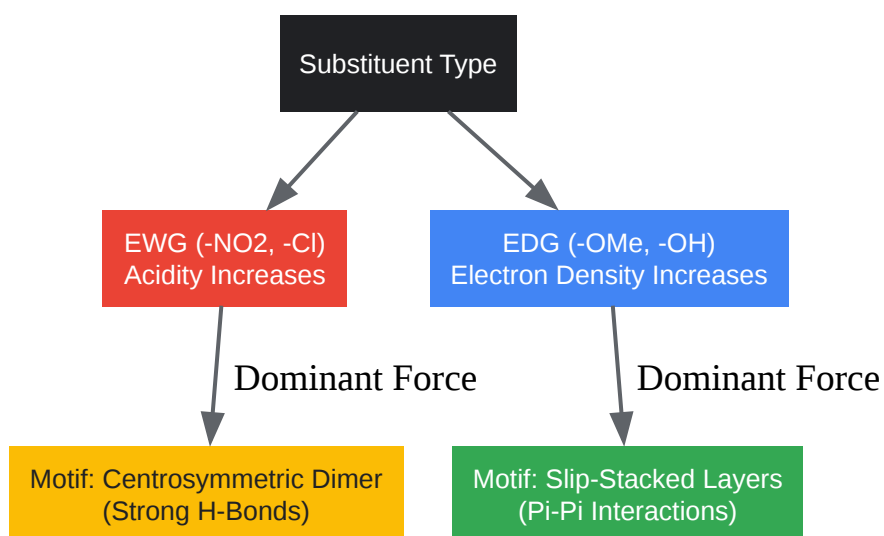 Substituent Type
EWG (-NO2, -Cl)
Acidity Increases
EDG (-OMe, -OH)
Electron Density Increases
Dominant Force
Dominant Force
Motif: Centrosymmetric Dimer
(Strong H-Bonds)
Motif: Slip-Stacked Layers
(Pi-Pi Interactions)